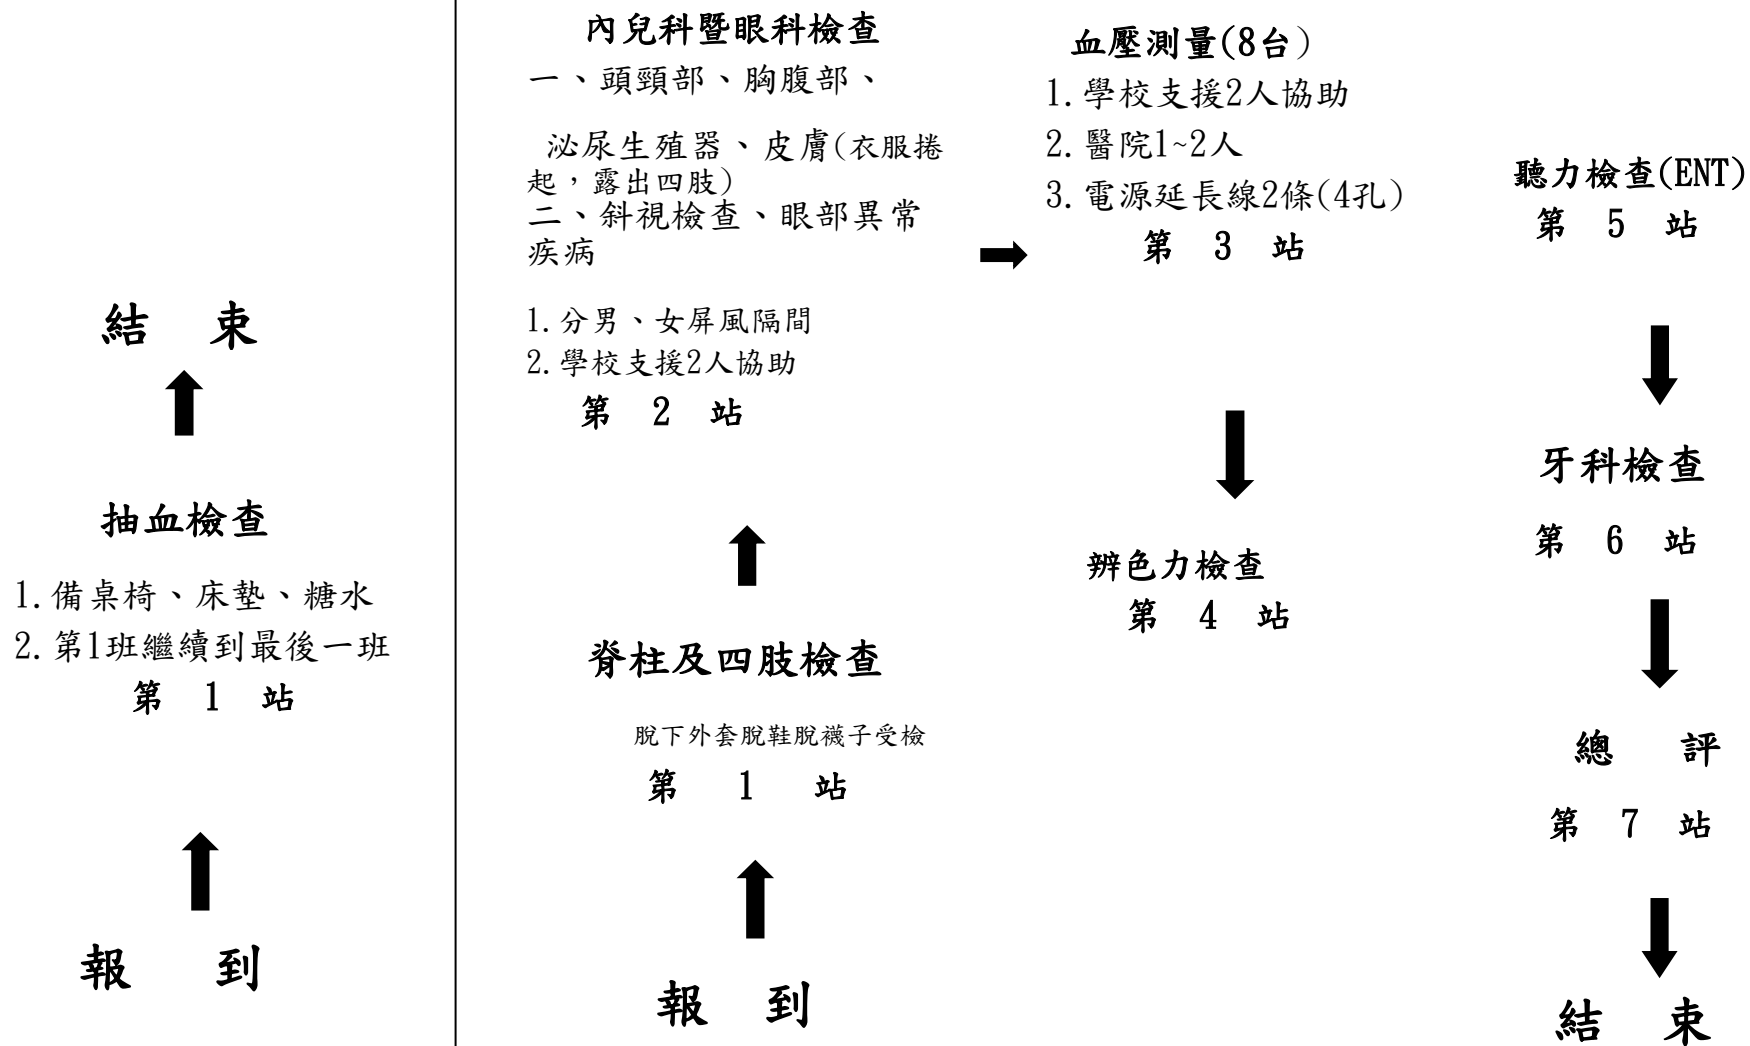 結 束
抽血檢查
1.備桌椅、床墊、糖水
2.第1班繼續到最後一班
第 1 站
報 到
內兒科暨眼科檢查
一、頭頸部、胸腹部、
泌尿生殖器、皮膚(衣服捲
起，露出四肢)
二、斜視檢查、眼部異常
疾病
1.分男、女屏風隔間
2.學校支援2人協助
第 2 站
脊柱及四肢檢查
脫下外套脫鞋脫襪子受檢
第 1 站
報 到
血壓測量(8台)
1.學校支援2人協助
2.醫院1~2人
3.電源延長線2條(4孔)
第 3 站
辨色力檢查
第 4 站
聽力檢查(ENT)
第 5 站
牙科檢查
第 6 站
總 評
第 7 站
結 束